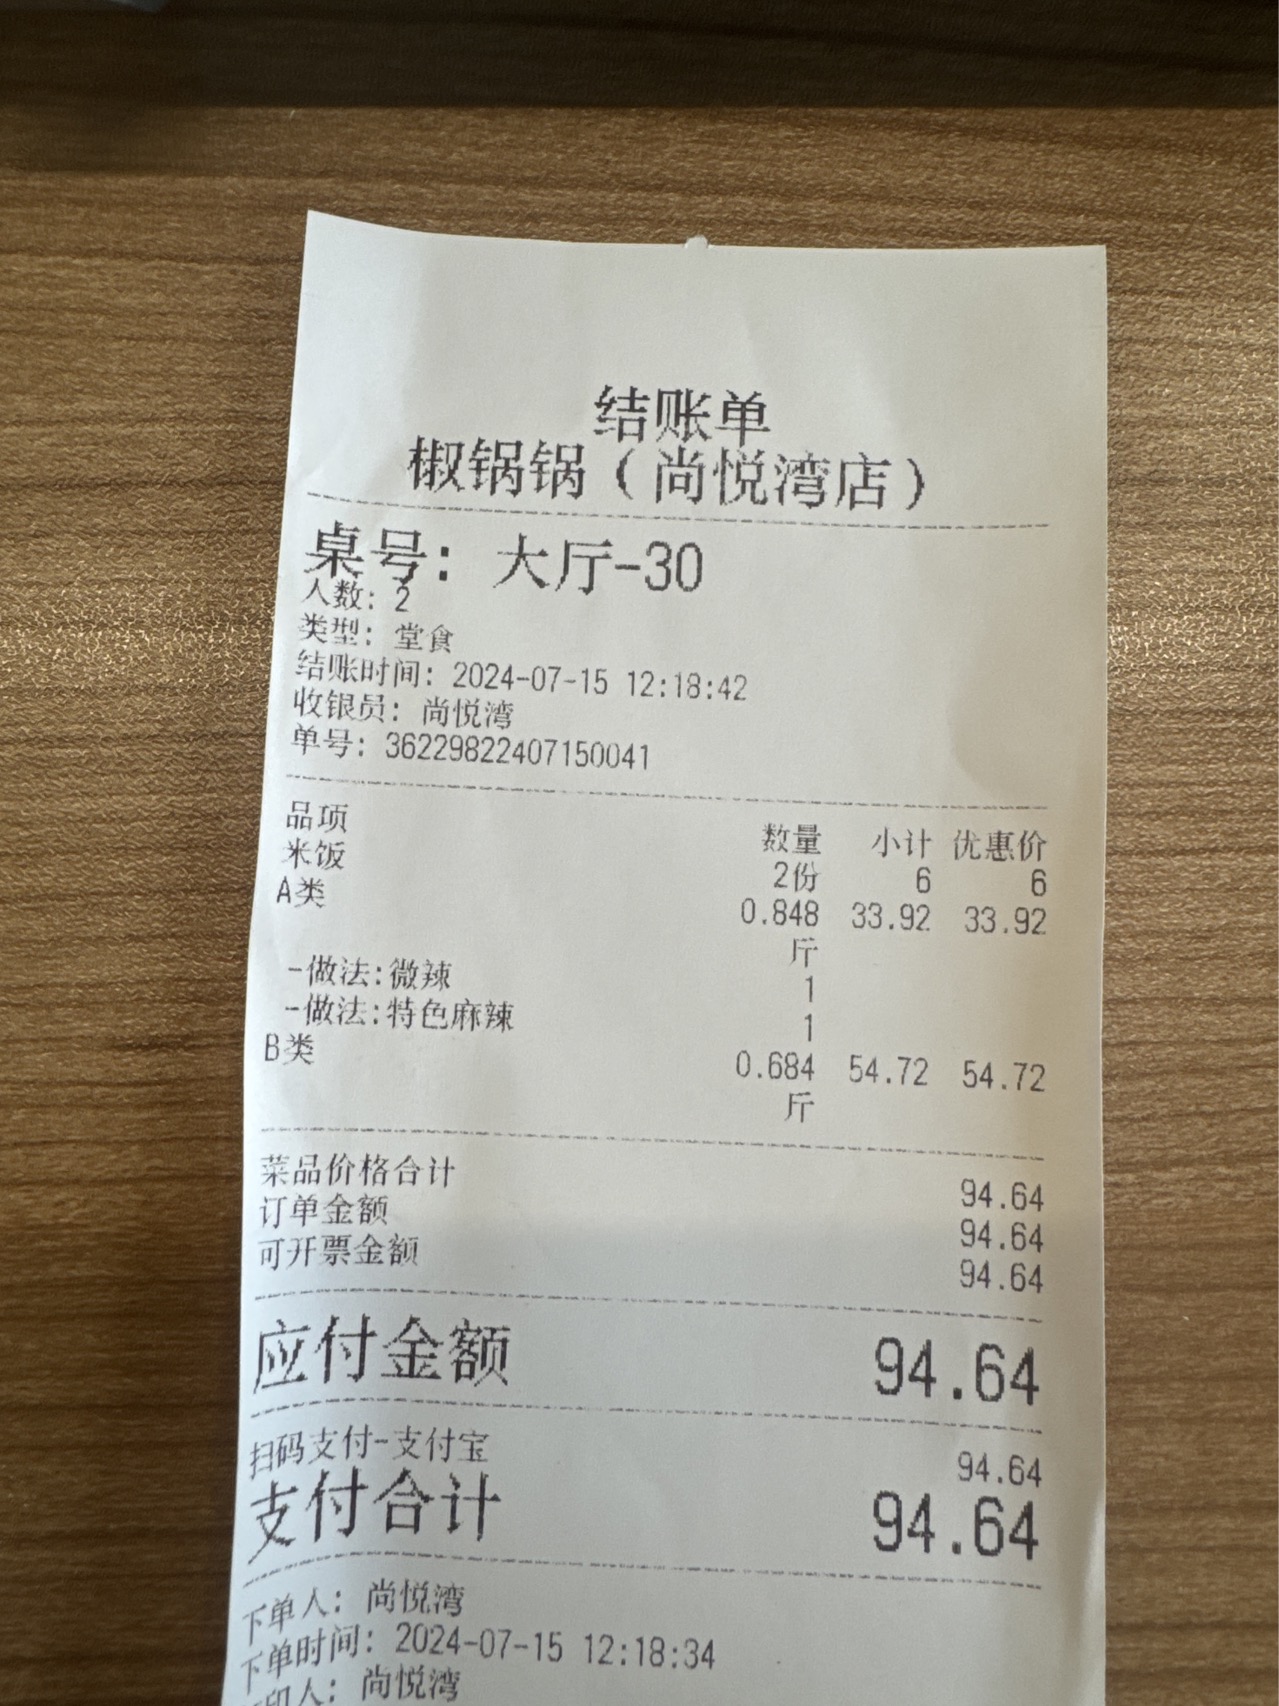 结账单
椒锅锅（尚悦湾店）
桌号: 大厅-30
人数: 2
类型: 堂食
结账时间: 2024-07-15 12:18:42
收银员: 尚悦湾
单号: 36229822407150041
品项 数量 小计 优惠价
米饭 2份 6 6
A类 0.848 33.92 33.92
斤
-做法:微辣 1
-做法:特色麻辣 1
B类 0.684 54.72 54.72
斤
菜品价格合计 94.64
订单金额 94.64
可开票金额 94.64
应付金额 94.64
扫码支付-支付宝 94.64
支付合计 94.64
下单人: 尚悦湾
下单时间: 2024-07-15 12:18:34
印人: 尚悦湾